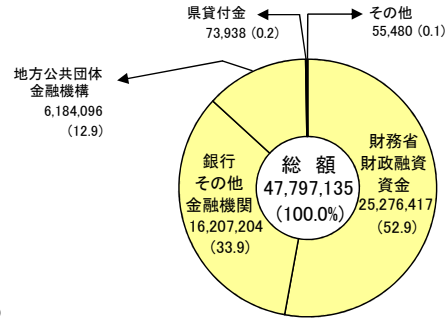 県貸付金
73,938 (0.2)
その他
55,480 (0.1)
地方公共団体
金融機構
6,184,096
(12.9)
財務省
財政融資
資金
25,276,417
(52.9)
銀行
その他
金融機関
16,207,204
(33.9)
総 額
47,797,135
(100.0%)